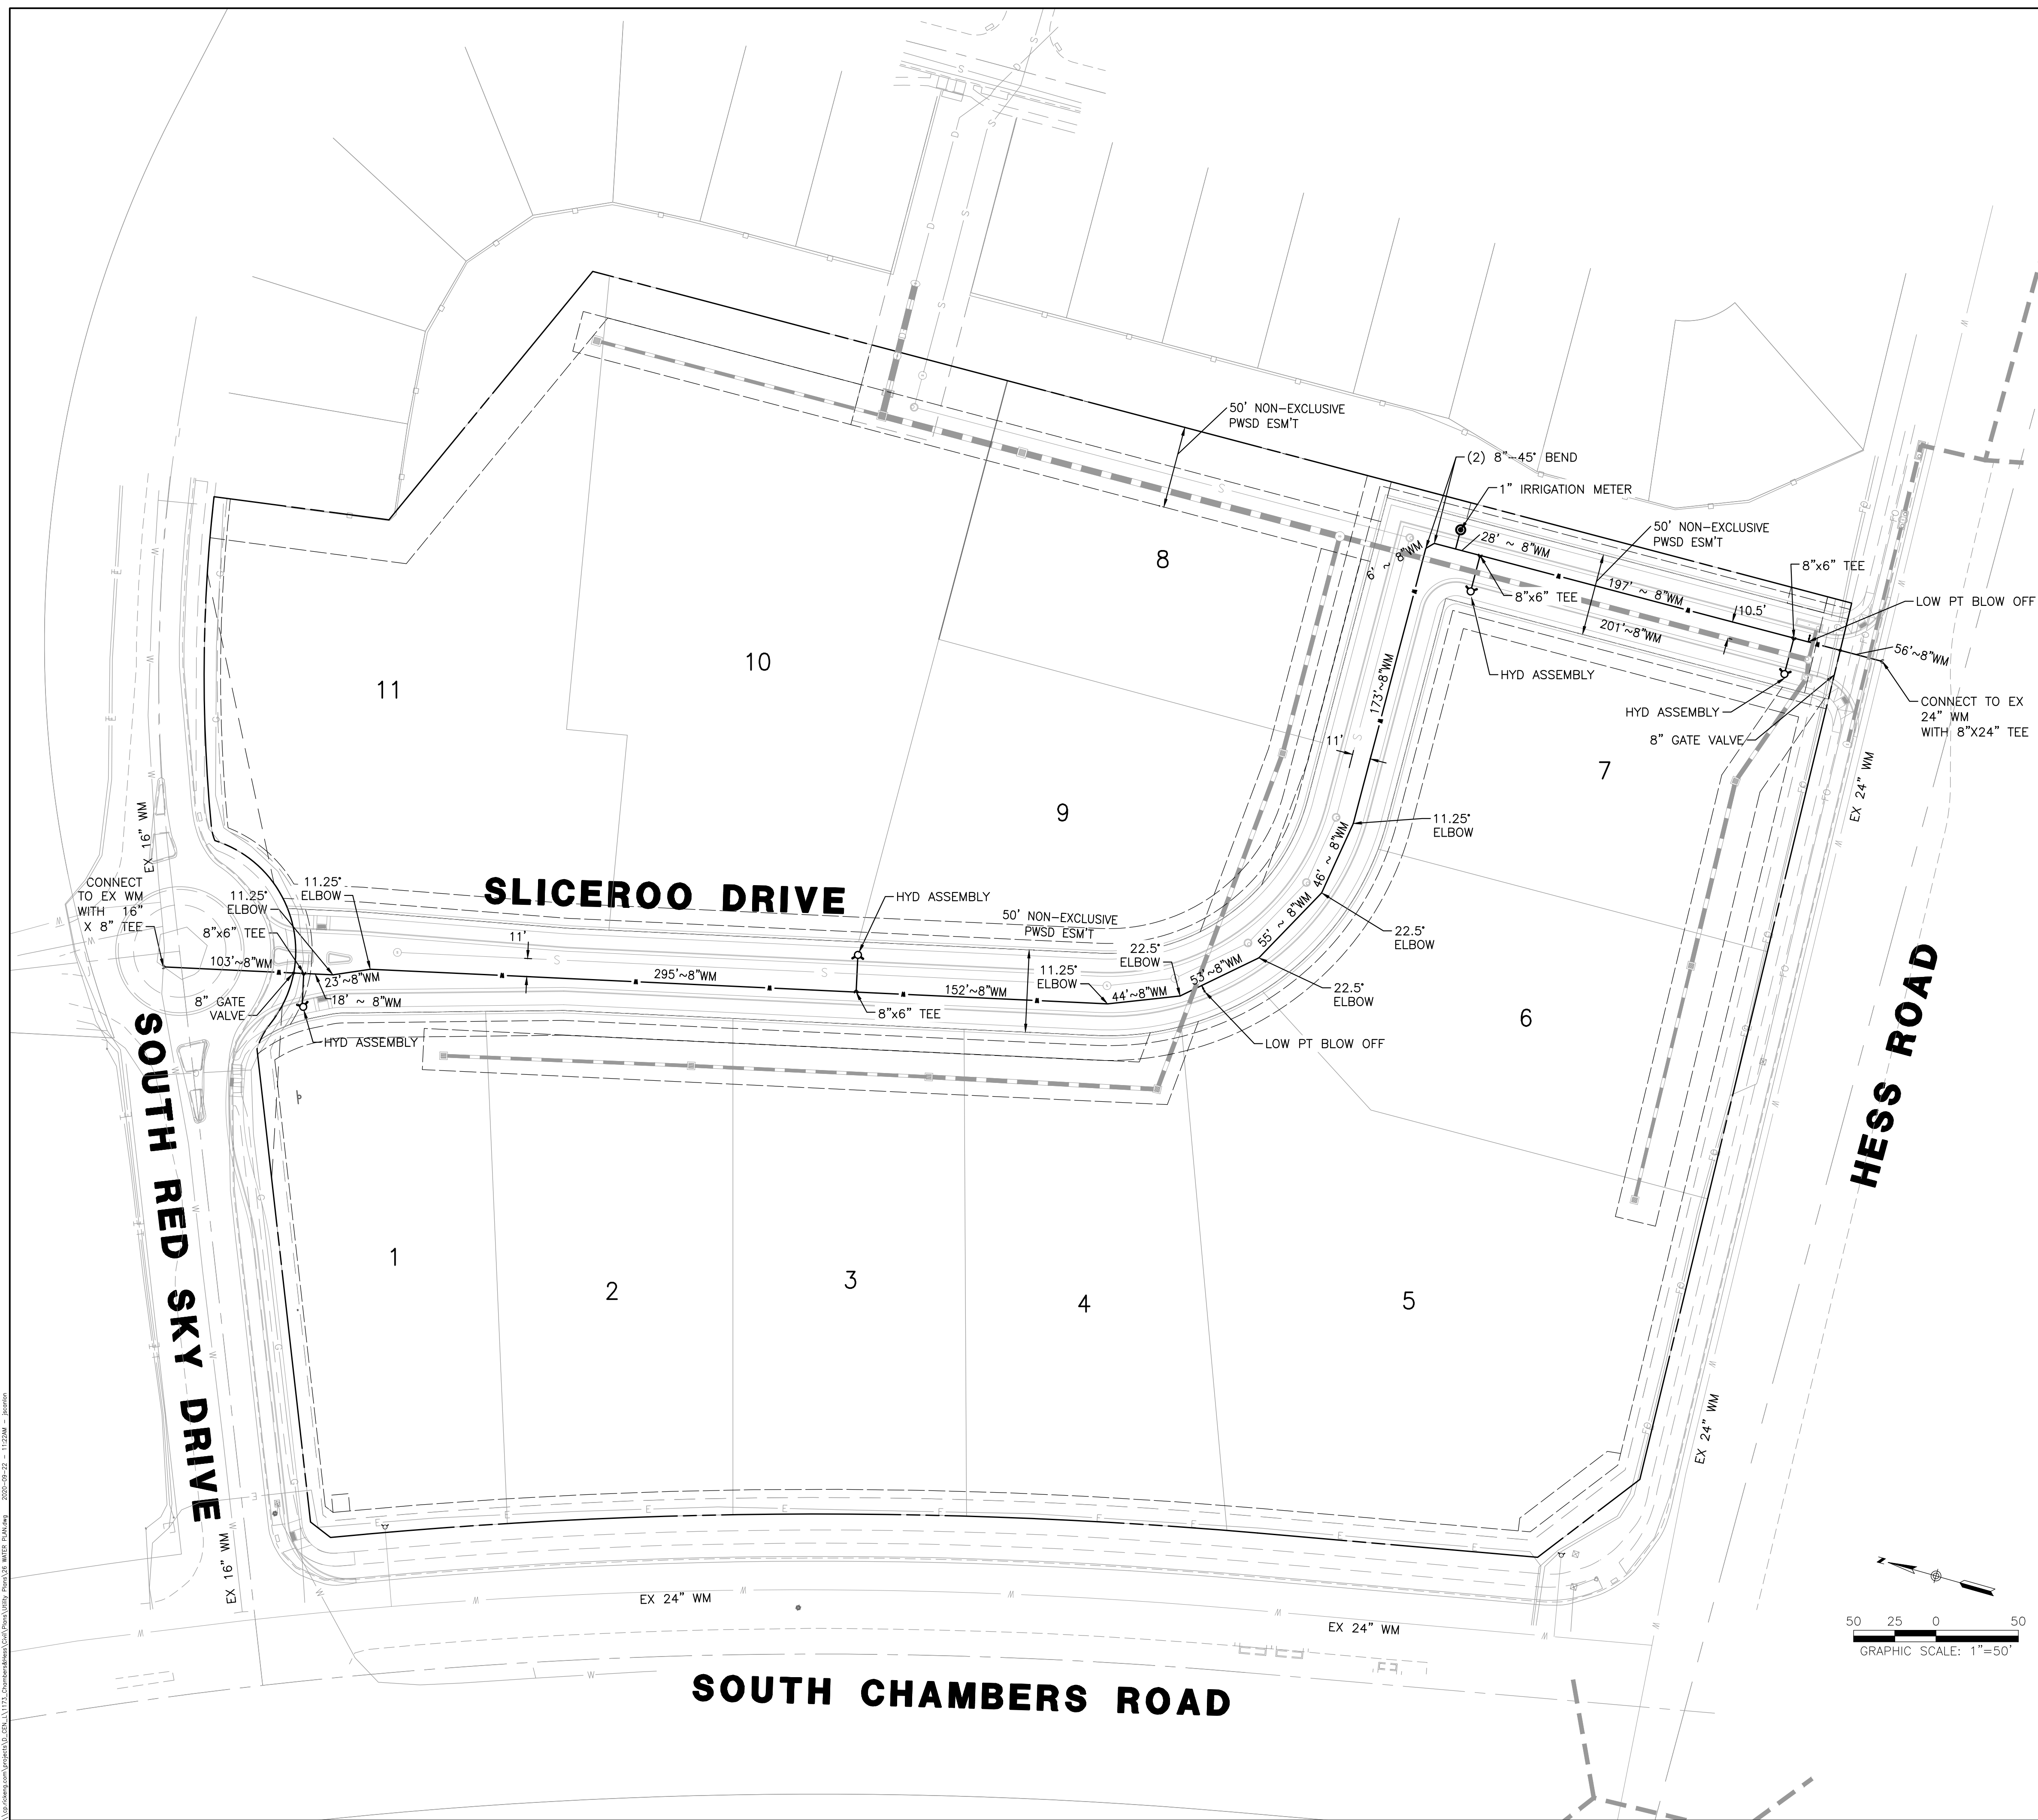 50' NON-EXCLUSIVE
PWSD ESM'T
(2) 8"-45° BEND
1" IRRIGATION METER
50' NON-EXCLUSIVE
PWSD ESM'T
28' ~ 8"WM
6' ~ 8"WM
8"x6" TEE
8"x6" TEE
197' ~ 8"WM
10.5'
LOW PT BLOW OFF
201'~8"WM
56'~8"WM
HYD ASSEMBLY
HYD ASSEMBLY
8" GATE VALVE
CONNECT TO EX
24" WM
WITH 8"X24" TEE
173'~8"WM
11'
8
10
11
7
9
EX 24" WM
EX 16" WM
11.25°
ELBOW
46' ~ 8"WM
CONNECT
TO EX WM
WITH 16"
X 8" TEE
11.25°
ELBOW
11.25°
ELBOW
8"x6" TEE
SLICEROO DRIVE
HYD ASSEMBLY
50' NON-EXCLUSIVE
PWSD ESM'T
11'
22.5°
ELBOW
55' ~ 8"WM
22.5°
ELBOW
103'~8"WM
23'~8"WM
18' ~ 8"WM
295'~8"WM
152'~8"WM
11.25°
ELBOW
44'~8"WM
53'~8"WM
22.5°
ELBOW
8" GATE
VALVE
8"x6" TEE
HYD ASSEMBLY
LOW PT BLOW OFF
6
HESS ROAD
SOUTH RED SKY DRIVE
1
2
3
4
5
EX 24" WM
EX 16" WM
EX 24" WM
EX 24" WM
SOUTH CHAMBERS ROAD
N
50 25 0 50
GRAPHIC SCALE: 1"=50'
2020-09-22 - 11:22AM - jscanlon